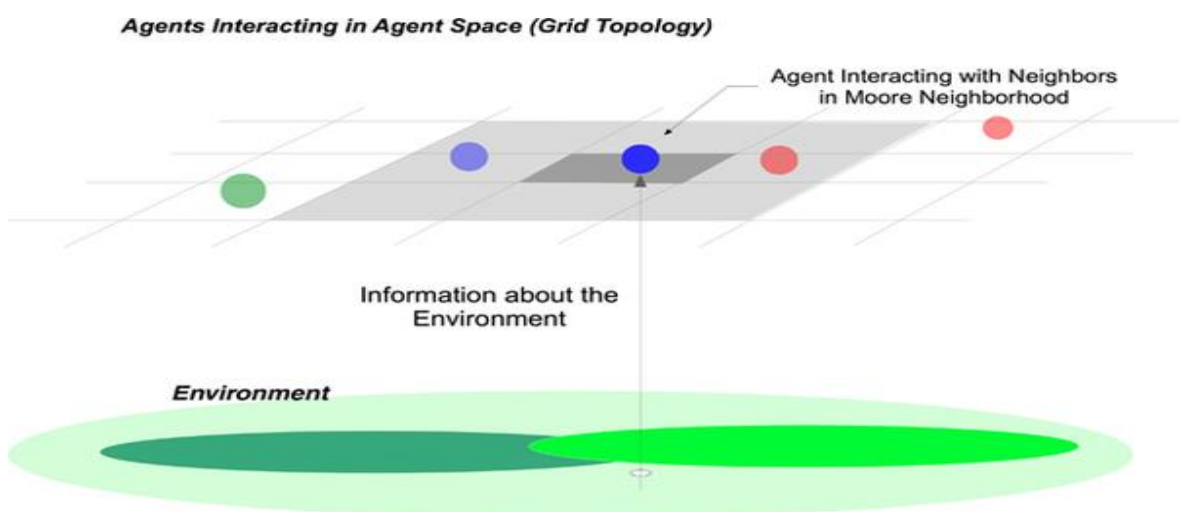 Agents Interacting in Agent Space (Grid Topology)
Agent Interacting with Neighbors
in Moore Neighborhood
Information about the
Environment
Environment